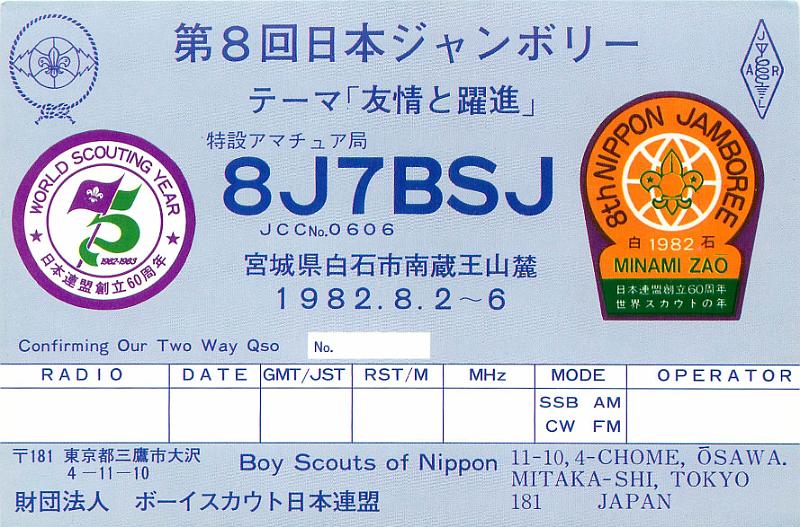 第8回日本ジャンボリー
テーマ「友情と躍進」
J
A R
L
特設アマチュア局
8J7BSJ
JCCNo.0606
宮城県白石市南蔵王山麓
1982.8.2～6
WORLD SCOUTING YEAR
75
1982-1983
★ 日本連盟創立60周年 ★
8th NIPPON JAMBOREE
白 1982 石
MINAMI ZAŌ
日本連盟創立60周年
世界スカウトの年
Confirming Our Two Way Qso No.
RADIO DATE GMT/JST RST/M MHz MODE OPERATOR
SSB AM
CW FM
〒181 東京都三鷹市大沢
4-11-10
Boy Scouts of Nippon
財団法人 ボーイスカウト日本連盟
11-10, 4-CHOME, ŌSAWA.
MITAKA-SHI, TOKYO
181 JAPAN